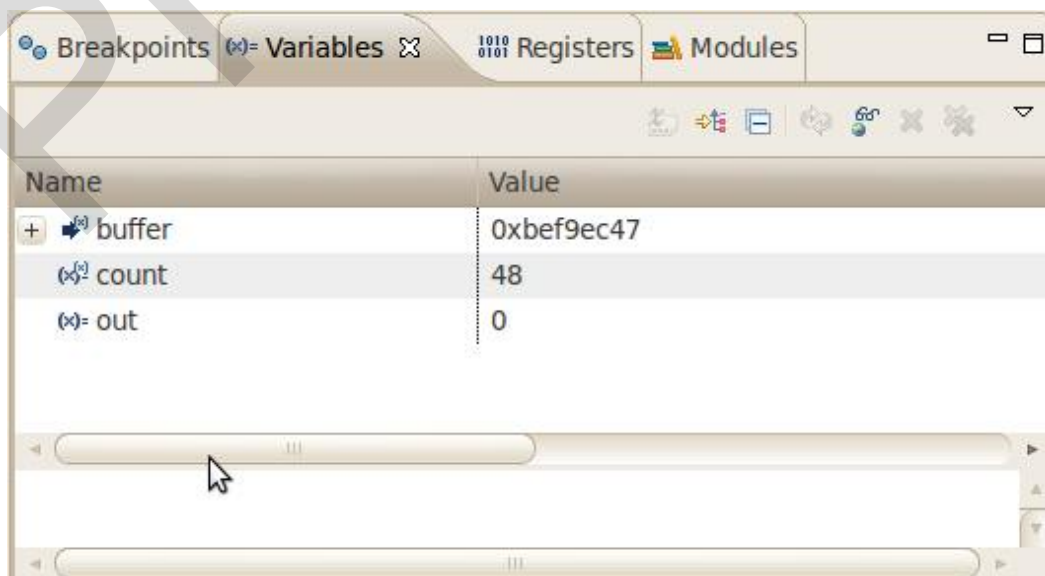 Breakpoints (x)= Variables Registers Modules
Name Value
buffer 0xbef9ec47
count 48
(x)= out 0